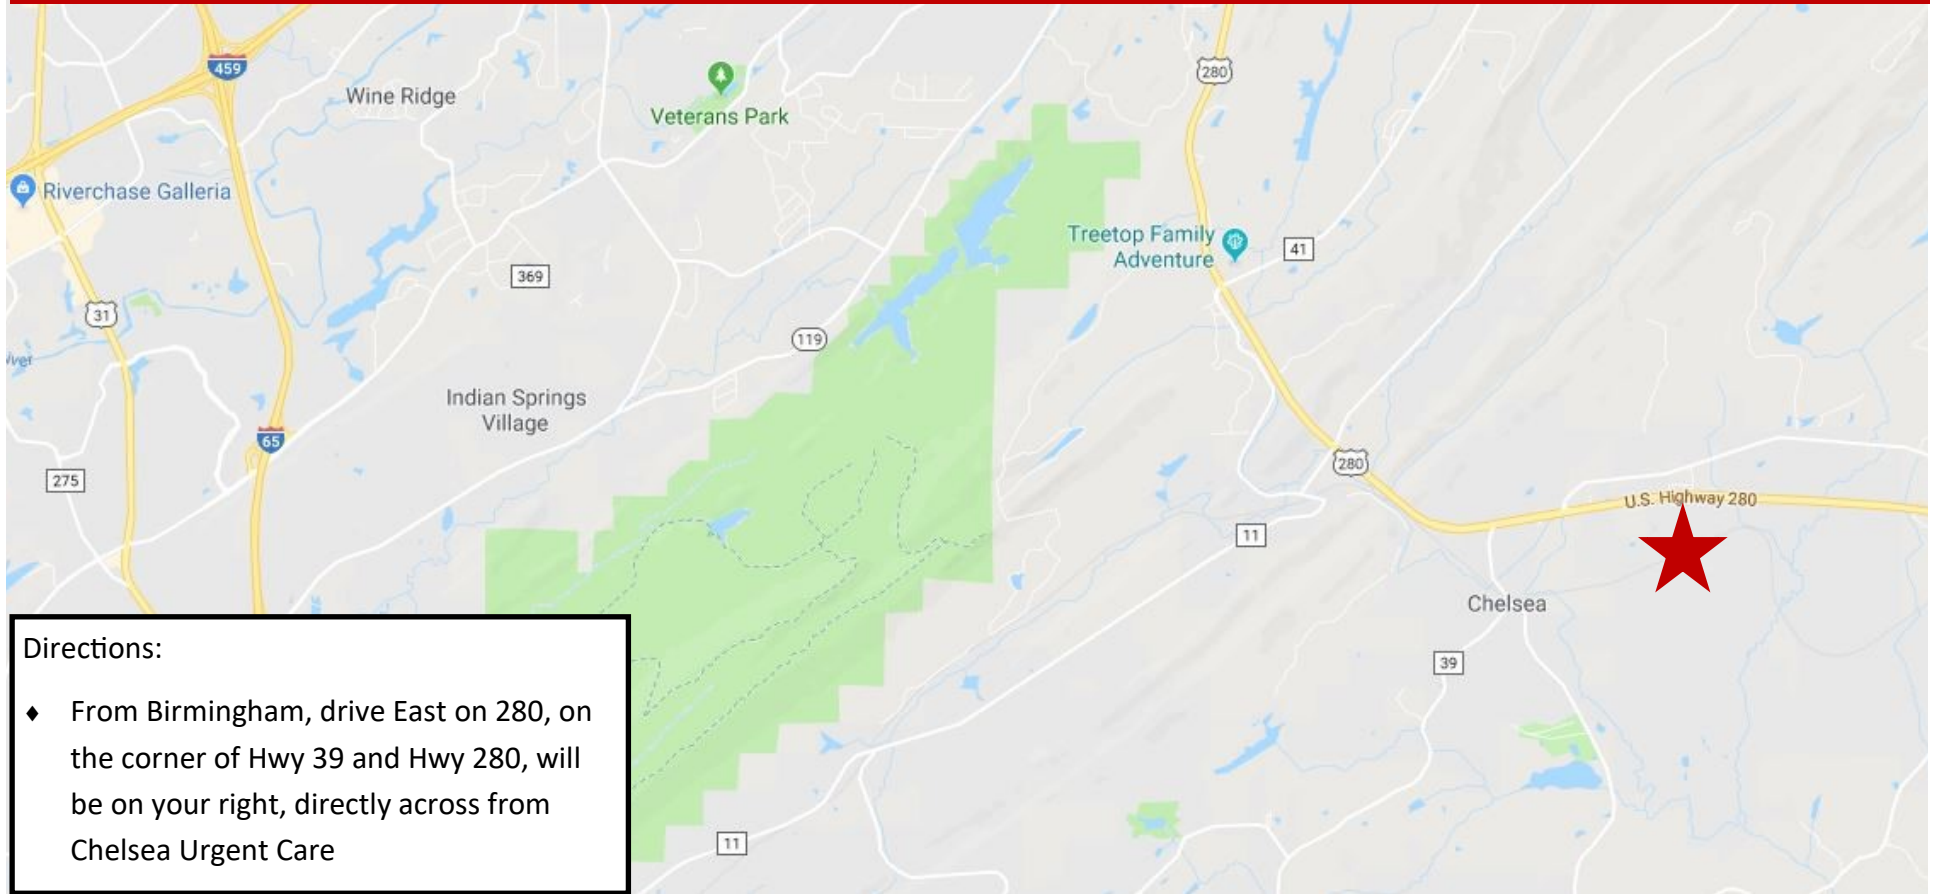 280
459
Wine Ridge
Veterans Park
Riverchase Galleria
Treetop Family
Adventure
41
369
31
119
Indian Springs
Village
65
280
275
U.S. Highway 280
11
Chelsea
39
11
Directions:
♦ From Birmingham, drive East on 280, on
the corner of Hwy 39 and Hwy 280, will
be on your right, directly across from
Chelsea Urgent Care